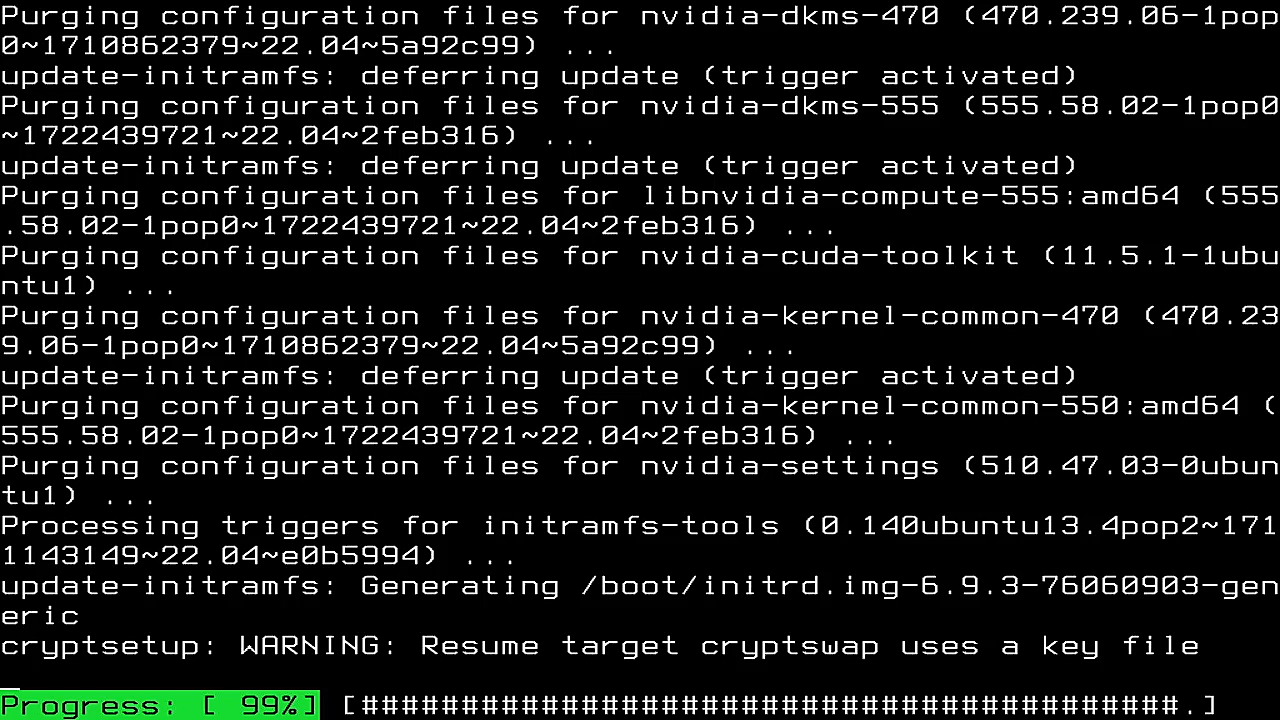 Purging configuration files for nvidia-dkms-470 (470.239.06-1pop
0~1710862379~22.04~5a92c99) ...
update-initramfs: deferring update (trigger activated)
Purging configuration files for nvidia-dkms-555 (555.58.02-1pop0
~1722439721~22.04~2feb316) ...
update-initramfs: deferring update (trigger activated)
Purging configuration files for libnvidia-compute-555:amd64 (555
.58.02-1pop0~1722439721~22.04~2feb316) ...
Purging configuration files for nvidia-cuda-toolkit (11.5.1-1ubu
ntu1) ...
Purging configuration files for nvidia-kernel-common-470 (470.23
9.06-1pop0~1710862379~22.04~5a92c99) ...
update-initramfs: deferring update (trigger activated)
Purging configuration files for nvidia-kernel-common-550:amd64 (
555.58.02-1pop0~1722439721~22.04~2feb316) ...
Purging configuration files for nvidia-settings (510.47.03-0ubun
tu1) ...
Processing triggers for initramfs-tools (0.140ubuntu13.4pop2~171
1143149~22.04~e0b5994) ...
update-initramfs: Generating /boot/initrd.img-6.9.3-76060903-gen
eric
cryptsetup: WARNING: Resume target cryptswap uses a key file
Progress: [ 99%] [#########################################.]